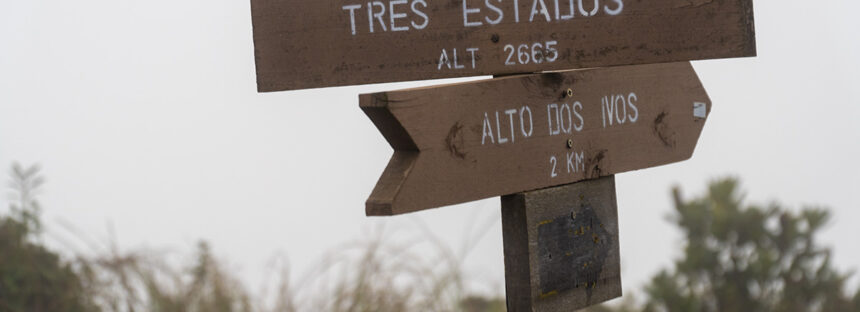 TRES ESTADOS
ALT 2665
ALTO DOS IVOS
2 KM